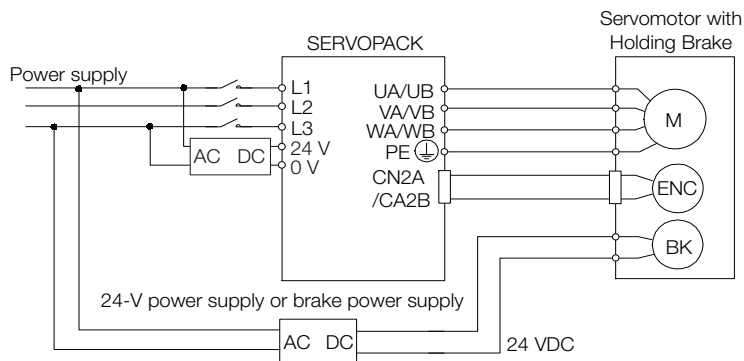 Servomotor with
Holding Brake
SERVOPACK
Power supply
L1
L2
L3
24 V
0 V
AC DC
UA/UB
VA/VB
WA/WB
PE
CN2A
/CA2B
M
ENC
BK
24-V power supply or brake power supply
AC DC
24 VDC